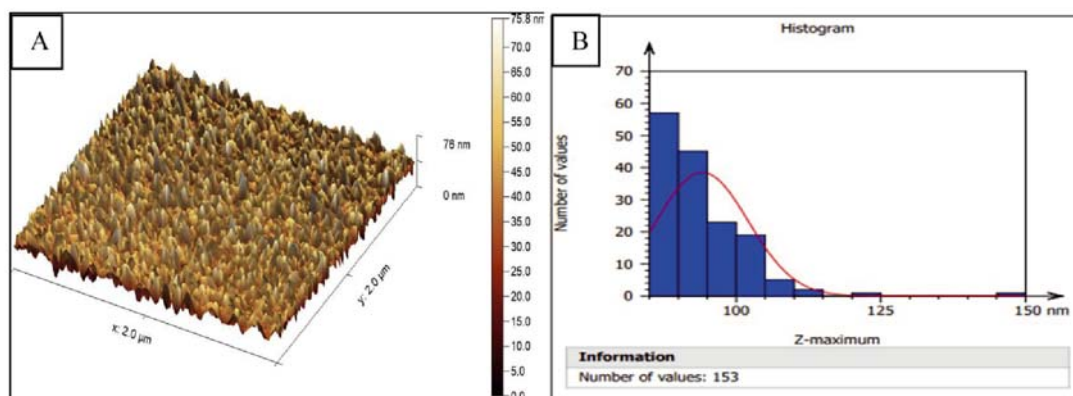 A
75.8 nm
70.0
65.0
60.0
55.0
50.0
45.0
40.0
35.0
30.0
25.0
20.0
15.0
10.0
5.0
0.0
76 nm
0 nm
x: 2.0 µm
y: 2.0 µm
B
Histogram
Number of values
70
60
50
40
30
20
10
0
100
125
150 nm
Z-maximum
Information
Number of values: 153